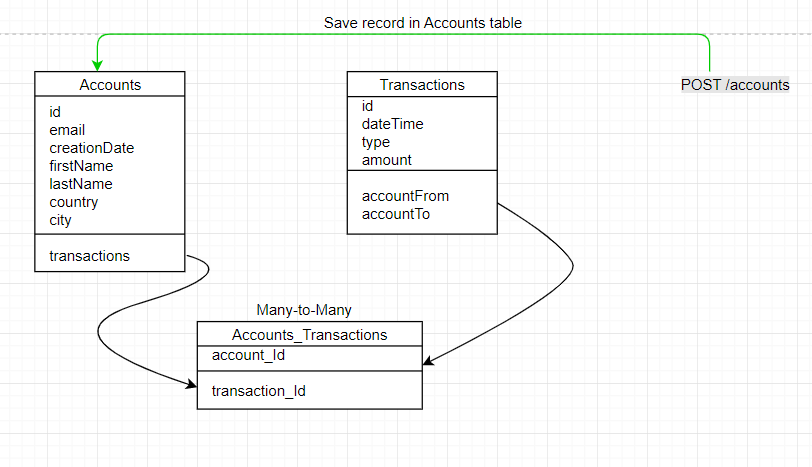 Save record in Accounts table
POST /accounts
Accounts
id
email
creationDate
firstName
lastName
country
city
transactions
Transactions
id
dateTime
type
amount
accountFrom
accountTo
Many-to-Many
Accounts_Transactions
account_Id
transaction_Id